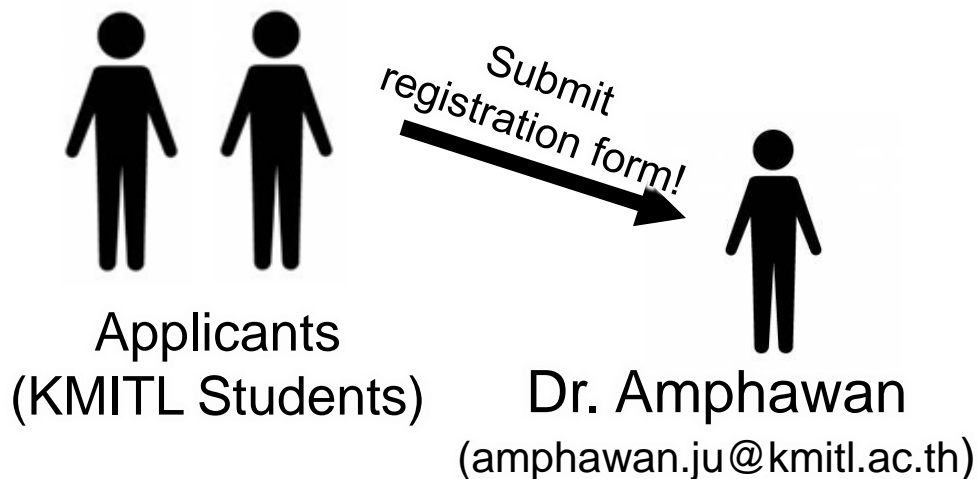 Submit
registration form!
Applicants
(KMITL Students)
Dr. Amphawan
(amphawan.ju@kmitl.ac.th)